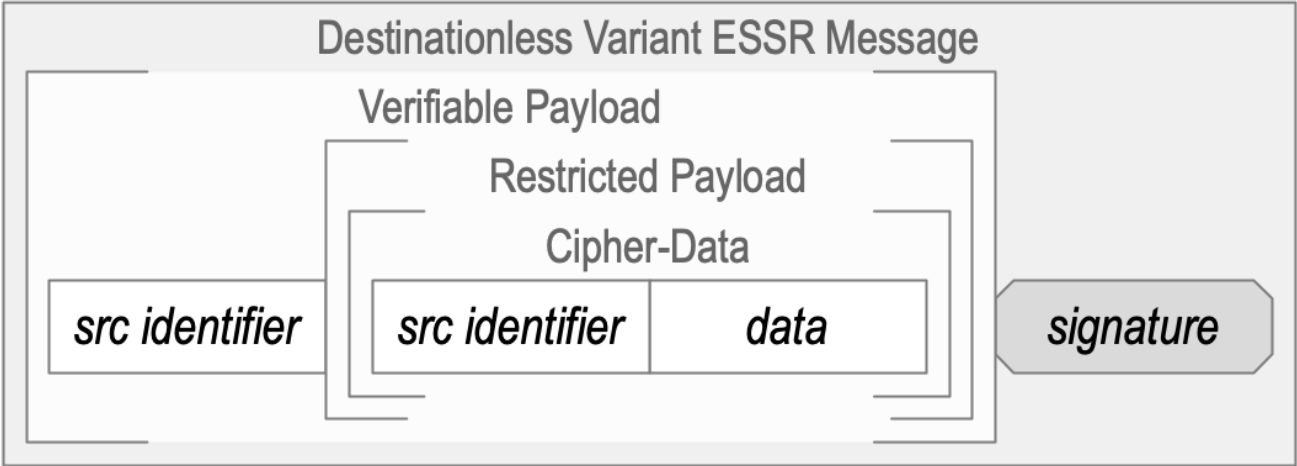 Destinationless Variant ESSR Message
Verifiable Payload
Restricted Payload
Cipher-Data
src identifier src identifier data signature